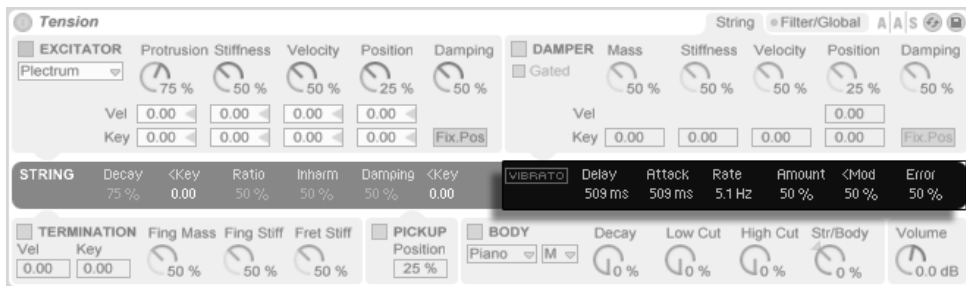 Tension String Filter/Global A A S
EXCITATOR Protrusion Stiffness Velocity Position Damping
Plectrum 75 % 50 % 50 % 25 % 50 %
Vel 0.00 0.00 0.00 0.00
Key 0.00 0.00 0.00 0.00 Fix.Pos
DAMPER Mass Stiffness Velocity Position Damping
Gated 50 % 50 % 50 % 25 % 50 %
Vel 0.00
Key 0.00 0.00 0.00 0.00 Fix.Pos
STRING Decay <Key Ratio Inharm Damping <Key
75 % 0.00 50 % 50 % 50 % 0.00
VIBRATO Delay Attack Rate Amount <Mod Error
509 ms 509 ms 5.1 Hz 50 % 50 % 50 %
TERMINATION Fing Mass Fing Stiff Fret Stiff
Vel Key
0.00 0.00 50 % 50 % 50 %
PICKUP
Position
25 %
BODY Decay Low Cut High Cut Str/Body
Piano M 0 % 0 % 0 % 0 %
Volume
0.0 dB